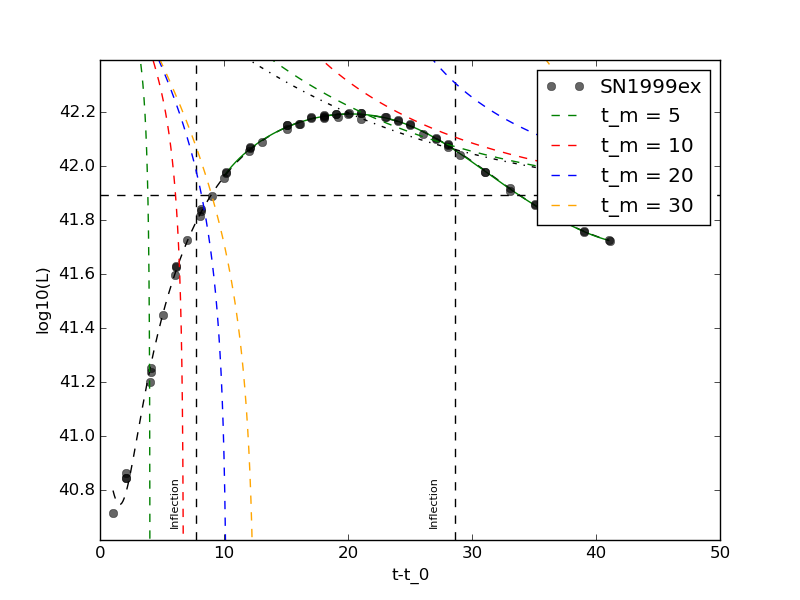 SN1999ex
t_m = 5
t_m = 10
t_m = 20
t_m = 30
42.2
42.0
41.8
41.6
41.4
41.2
41.0
40.8
log10(L)
Inflection
Inflection
0 10 20 30 40 50
t-t_0